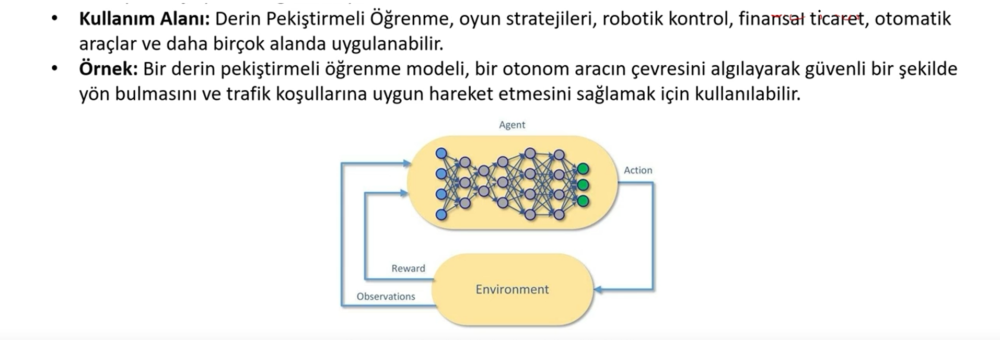 • Kullanım Alanı: Derin Pekiştirmeli Öğrenme, oyun stratejileri, robotik kontrol, finansal ticaret, otomatik
araçlar ve daha birçok alanda uygulanabilir.
• Örnek: Bir derin pekiştirmeli öğrenme modeli, bir otonom aracın çevresini algılayarak güvenli bir şekilde
yön bulmasını ve trafik koşullarına uygun hareket etmesini sağlamak için kullanılabilir.
Agent
Action
Reward
Environment
Observations